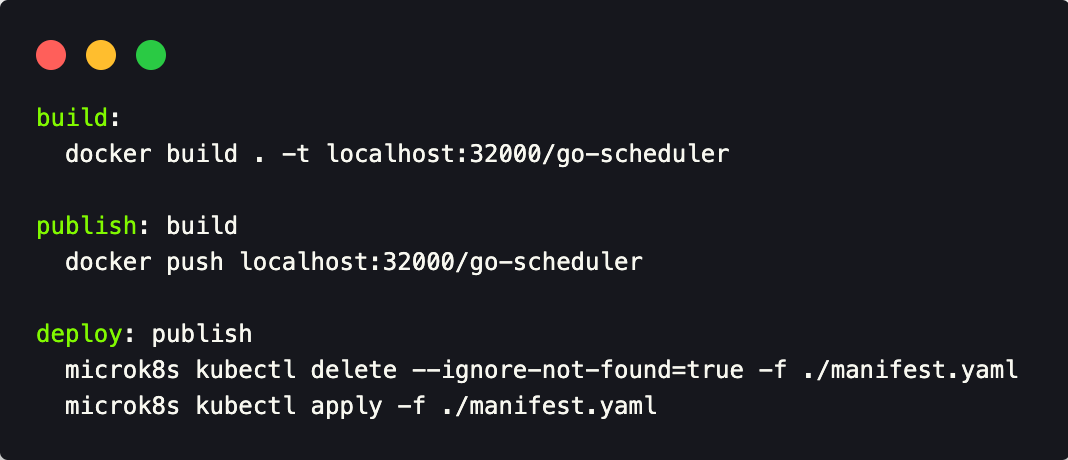 build:
  docker build . -t localhost:32000/go-scheduler

publish: build
  docker push localhost:32000/go-scheduler

deploy: publish
  microk8s kubectl delete --ignore-not-found=true -f ./manifest.yaml
  microk8s kubectl apply -f ./manifest.yaml